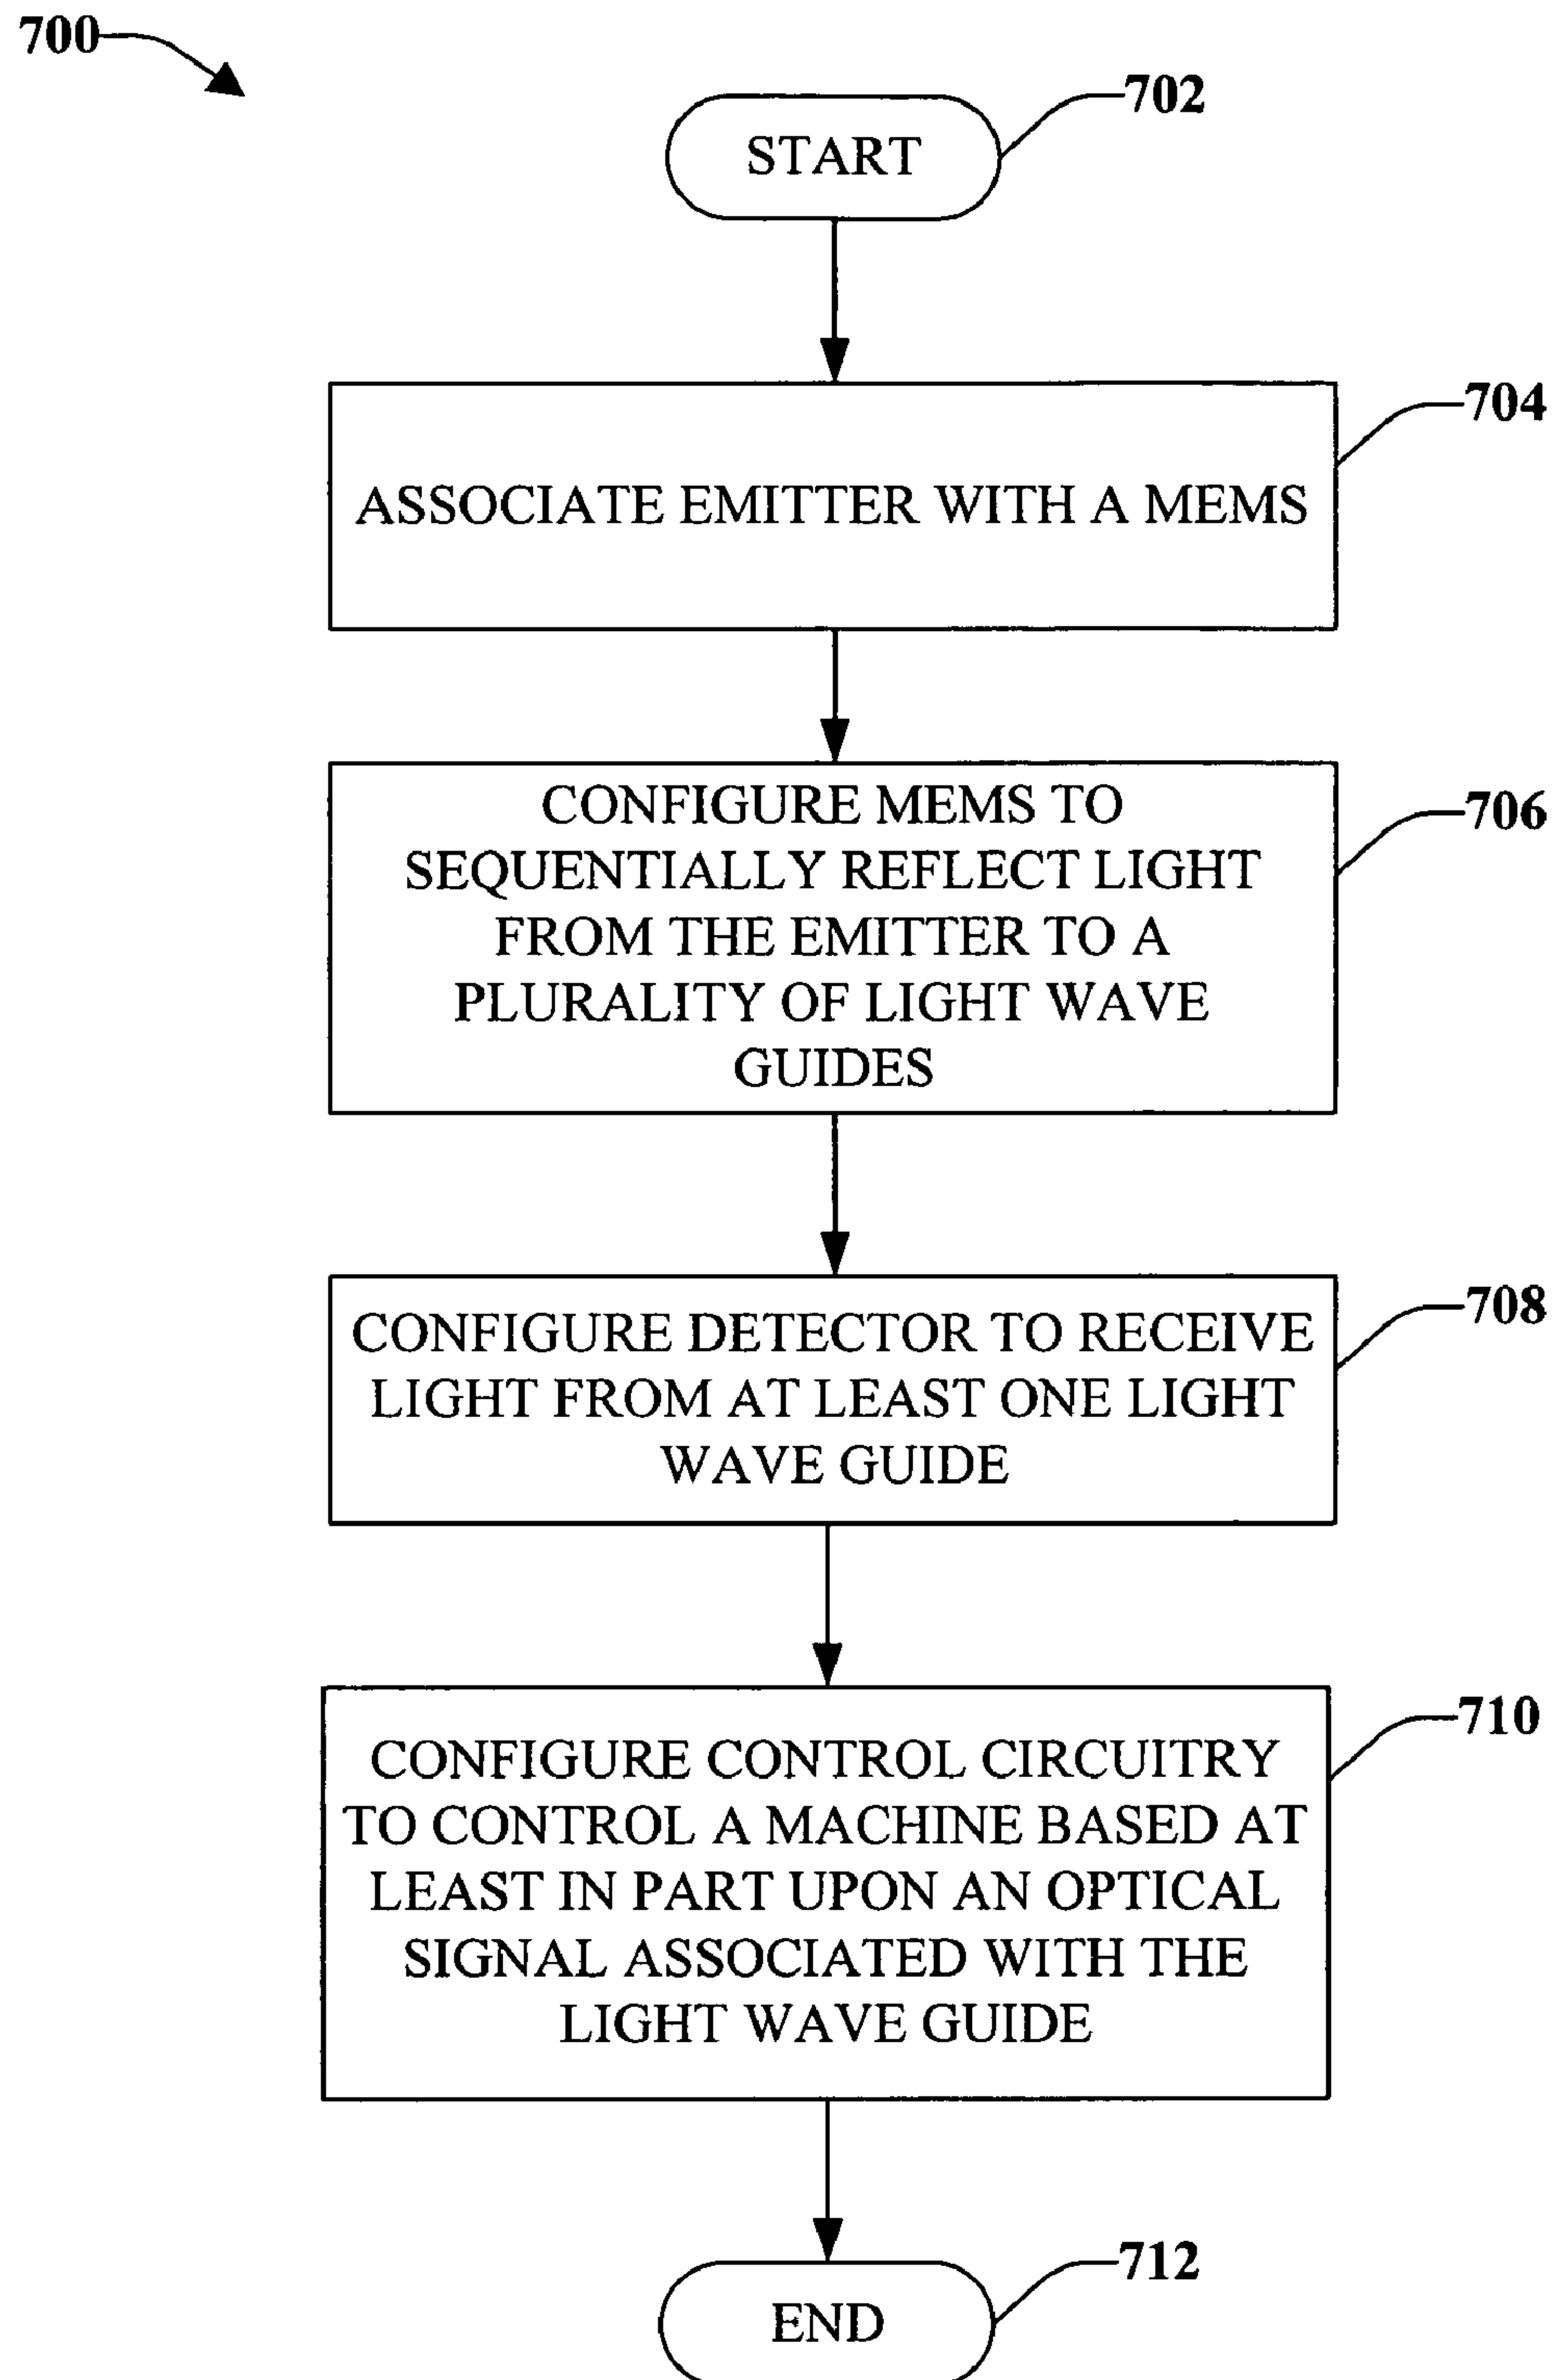 700
702
START
704
ASSOCIATE EMITTER WITH A MEMS
706
CONFIGURE MEMS TO
SEQUENTIALLY REFLECT LIGHT
FROM THE EMITTER TO A
PLURALITY OF LIGHT WAVE
GUIDES
708
CONFIGURE DETECTOR TO RECEIVE
LIGHT FROM AT LEAST ONE LIGHT
WAVE GUIDE
710
CONFIGURE CONTROL CIRCUITRY
TO CONTROL A MACHINE BASED AT
LEAST IN PART UPON AN OPTICAL
SIGNAL ASSOCIATED WITH THE
LIGHT WAVE GUIDE
712
END